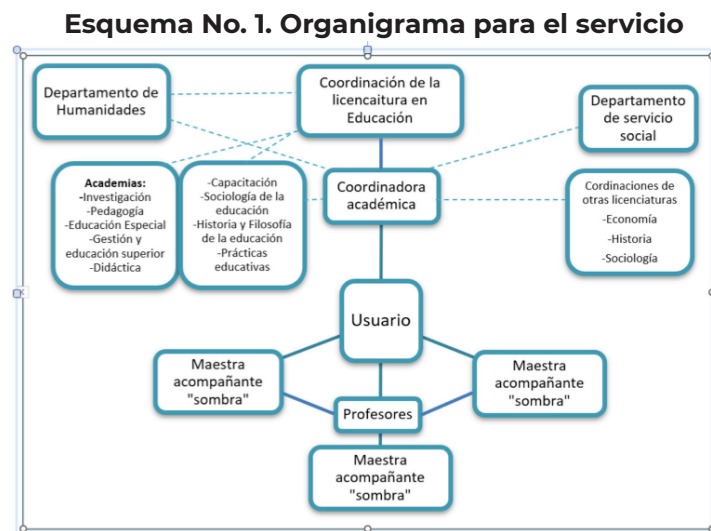 Esquema No. 1. Organigrama para el servicio
Departamento de
Humanidades
Coordinación de la
licencaitura en
Educación
Departamento
de servicio
social
Academias:
-Investigación
-Pedagogía
-Educación Especial
-Gestión y
educación superior
-Didáctica
-Capacitación
-Sociología de la
educación
-Historia y Filosofía
de la educación
-Prácticas
educativas
Coordinadora
académica
Cordinaciones de
otras licenciaturas
-Economía
-Historia
-Sociología
Usuario
Maestra
acompañante
"sombra"
Profesores
Maestra
acompañante
"sombra"
Maestra
acompañante
"sombra"